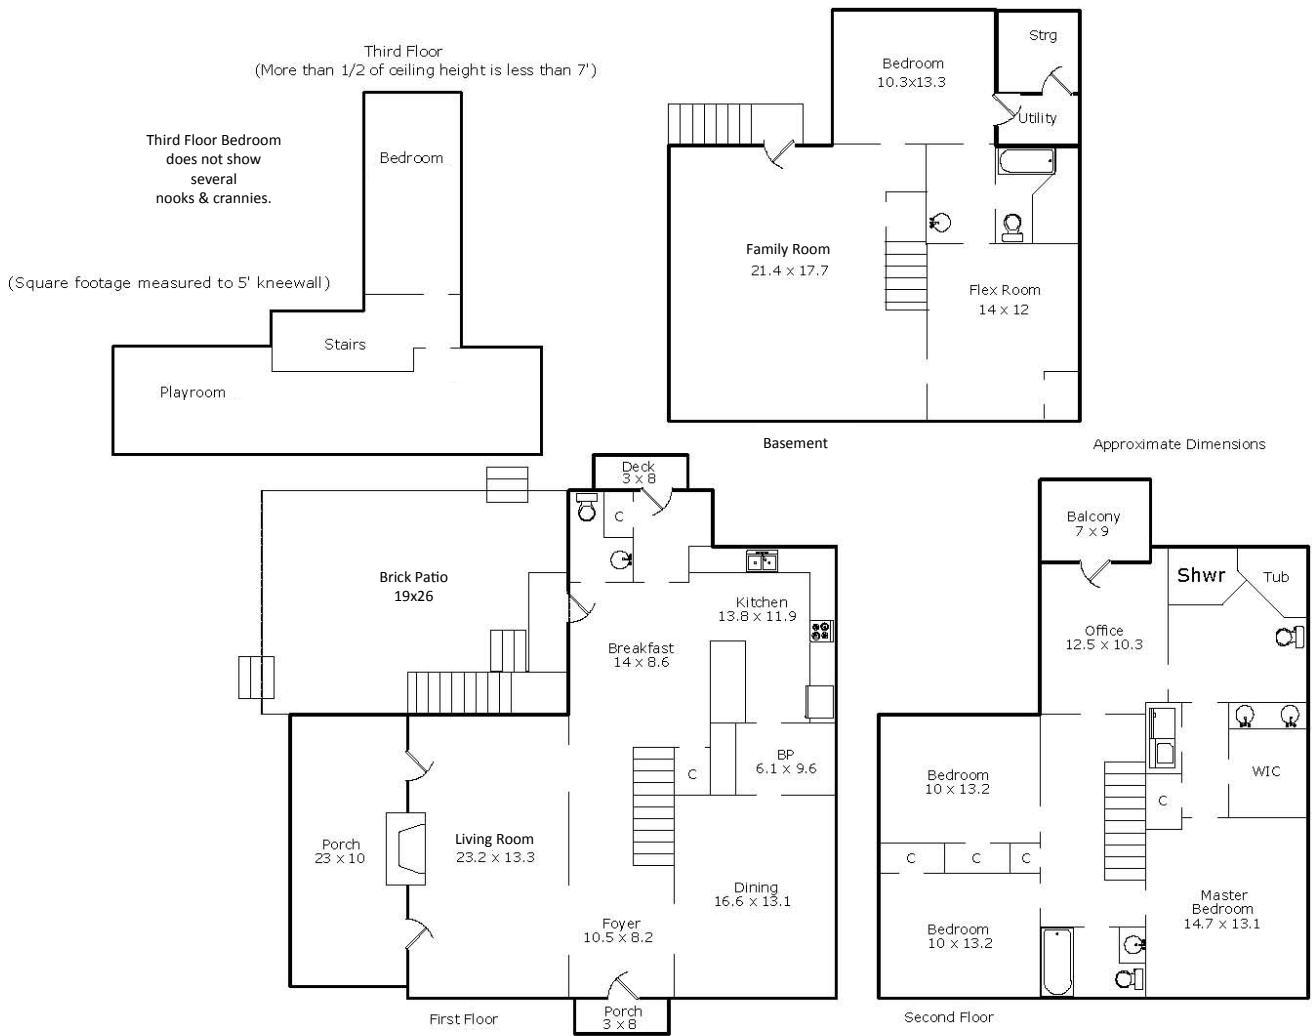 Third Floor
(More than 1/2 of ceiling height is less than 7')
Third Floor Bedroom
does not show
several
nooks & crannies.
Bedroom
(Square footage measured to 5' kneewall)
Stairs
Playroom
Bedroom
10.3x13.3
Strg
Utility
Family Room
21.4 x 17.7
Flex Room
14 x 12
Basement
Approximate Dimensions
Deck
3 x 8
C
Brick Patio
19x26
Kitchen
13.8 x 11.9
Breakfast
14 x 8.6
BP
6.1 x 9.6
C
Porch
23 x 10
Living Room
23.2 x 13.3
Dining
16.6 x 13.1
Foyer
10.5 x 8.2
Porch
3 x 8
First Floor
Balcony
7 x 9
Shwr
Tub
Office
12.5 x 10.3
WIC
Bedroom
10 x 13.2
C
C
C
C
Master
Bedroom
14.7 x 13.1
Bedroom
10 x 13.2
Second Floor